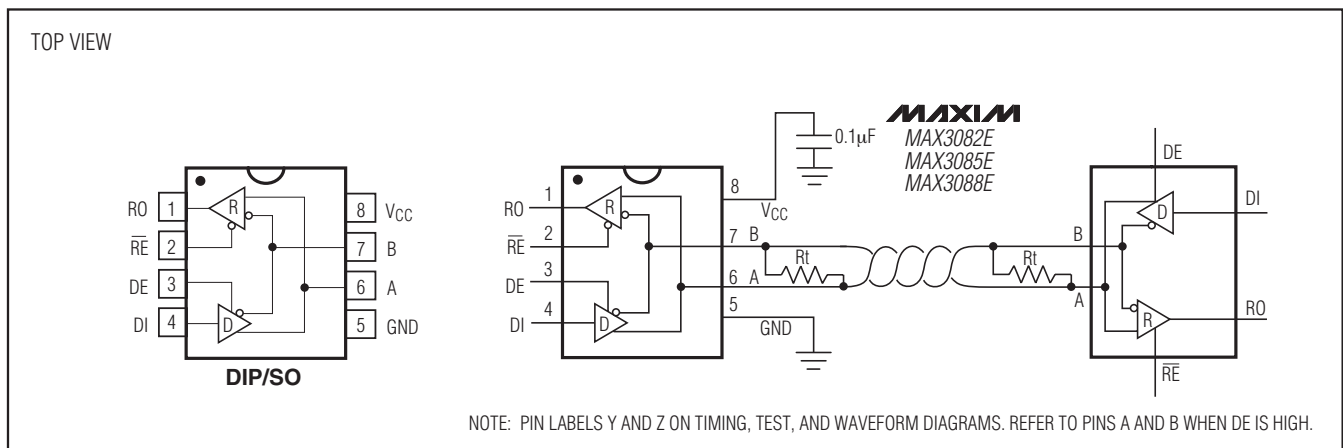 TOP VIEW
RO 1
RE 2
DE 3
DI 4
R
D
8 VCC
7 B
6 A
5 GND
DIP/SO
1
RO
2
RE
3
DE
4
DI
R
D
8
VCC
7 B
6 A
5
GND
0.1µF
MAXIM
MAX3082E
MAX3085E
MAX3088E
Rt
Rt
DE
D
DI
B
A
R
RO
RE
NOTE: PIN LABELS Y AND Z ON TIMING, TEST, AND WAVEFORM DIAGRAMS. REFER TO PINS A AND B WHEN DE IS HIGH.